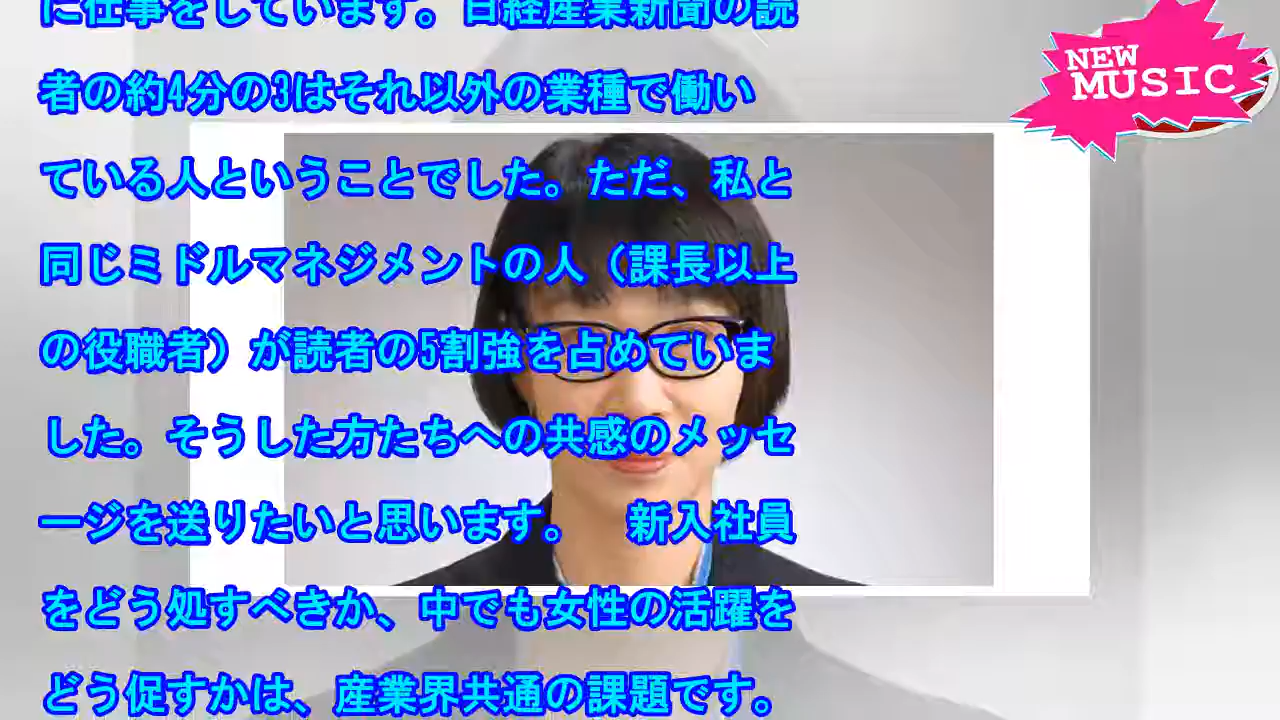 に仕事をしています。日経産業新聞の読
者の約4分の3はそれ以外の業種で働い
ている人ということでした。ただ、私と
同じミドルマネジメントの人（課長以上
の役職者）が読者の5割強を占めていま
した。そうした方たちへの共感のメッセ
ージを送りたいと思います。　新入社員
をどう処すべきか、中でも女性の活躍を
どう促すかは、産業界共通の課題です。
NEW
MUSIC